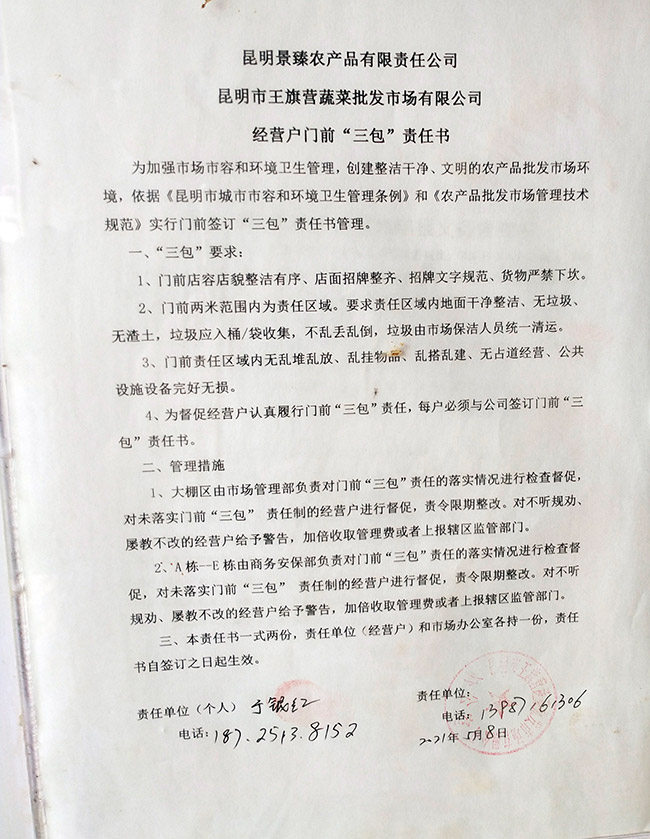 昆明景臻农产品有限责任公司
昆明市王旗营蔬菜批发市场有限公司
经营户门前“三包”责任书
为加强市场市容和环境卫生管理，创建整洁干净、文明的农产品批发市场环
境，依据《昆明市城市市容和环境卫生管理条例》和《农产品批发市场管理技术
规范》实行门前签订“三包”责任书管理。
一、“三包”要求：
1、门前店容店貌整洁有序、店面招牌整齐、招牌文字规范、货物严禁下坎。
2、门前两米范围内为责任区域。要求责任区域内地面干净整洁、无垃圾、
无渣土，垃圾应入桶/袋收集，不乱丢乱倒，垃圾由市场保洁人员统一清运。
3、门前责任区域内无乱堆乱放、乱挂物品、乱搭乱建、无占道经营、公共
设施设备完好无损。
4、为督促经营户认真履行门前“三包”责任，每户必须与公司签订门前“三
包”责任书。
二、管理措施
1、大棚区由市场管理部负责对门前“三包”责任的落实情况进行检查督促，
对未落实门前“三包” 责任制的经营户进行督促，责令限期整改。对不听规劝、
屡教不改的经营户给予警告，加倍收取管理费或者上报辖区监管部门。
2、A栋--E栋由商务安保部负责对门前“三包”责任的落实情况进行检查督
促，对未落实门前“三包” 责任制的经营户进行督促，责令限期整改。对不听
规劝、屡教不改的经营户给予警告，加倍收取管理费或者上报辖区监管部门。
三、本责任书一式两份，责任单位（经营户）和市场办公室各持一份，责任
书自签订之日起生效。
责任单位（个人） 于锟红
电话：187.2513.8152
责任单位：
电话：13987161306
2021年5月8日